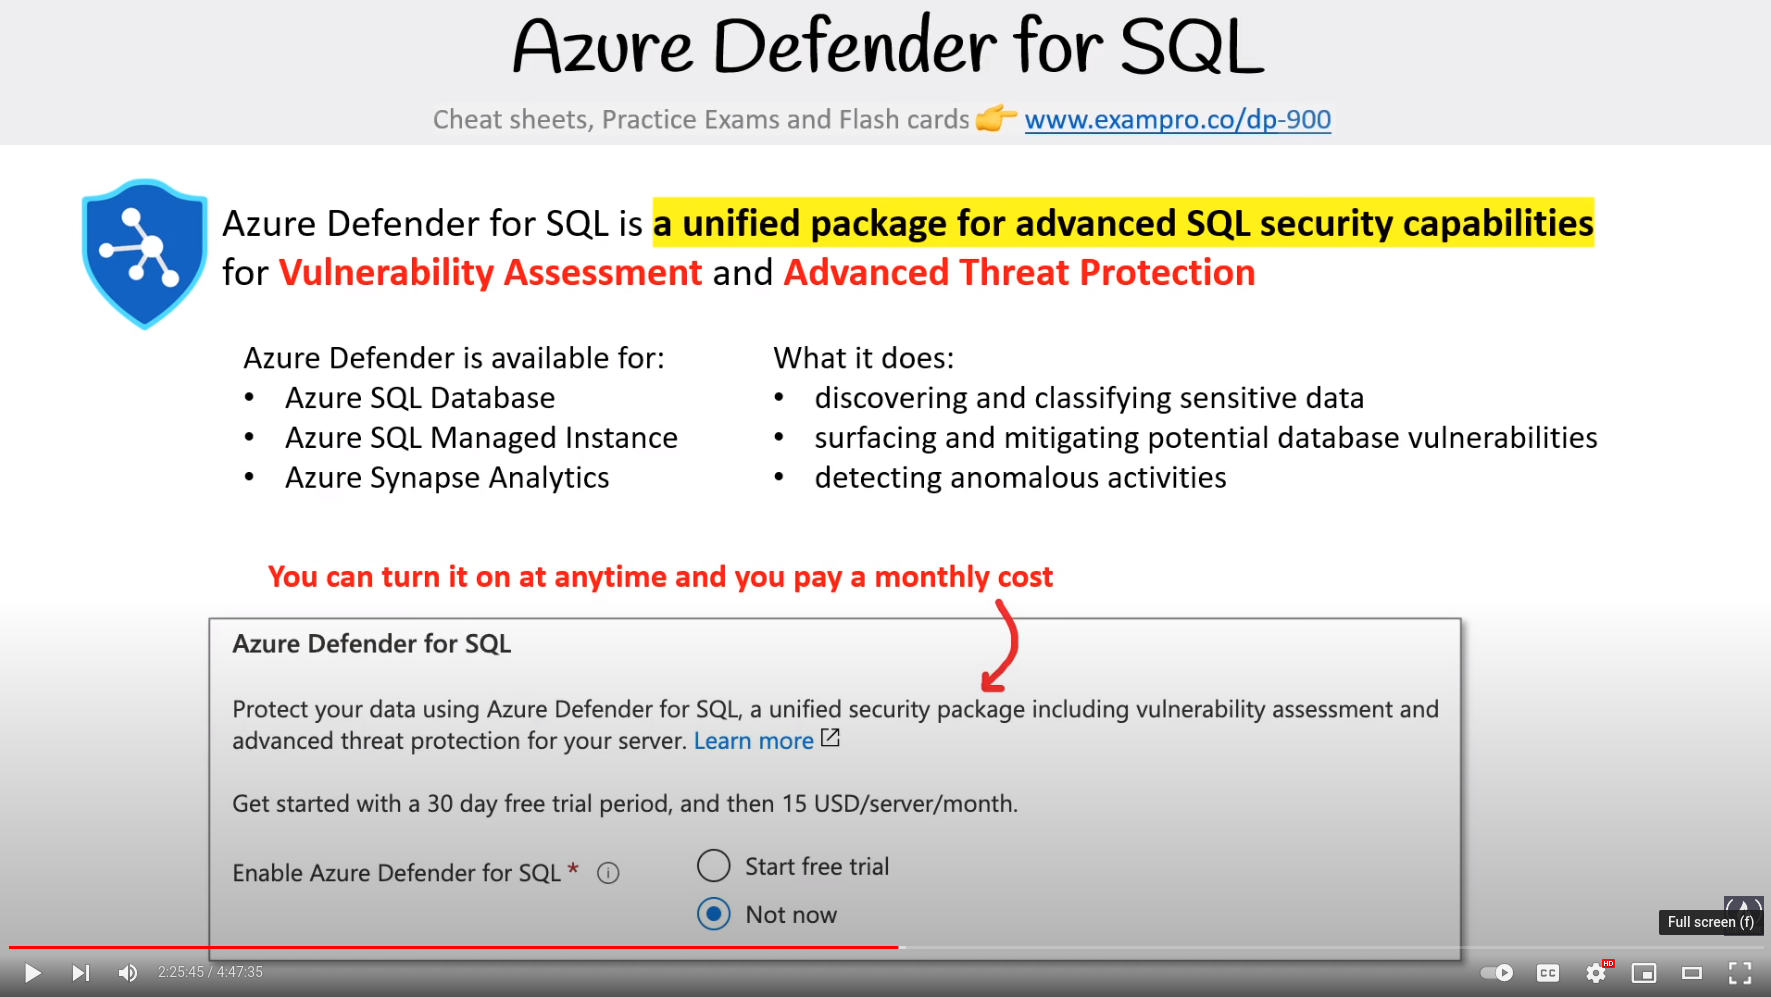 Azure Defender for SQL
Cheat sheets, Practice Exams and Flash cards 👉 www.exampro.co/dp-900
Azure Defender for SQL is a unified package for advanced SQL security capabilities
for Vulnerability Assessment and Advanced Threat Protection
Azure Defender is available for:
• Azure SQL Database
• Azure SQL Managed Instance
• Azure Synapse Analytics
What it does:
• discovering and classifying sensitive data
• surfacing and mitigating potential database vulnerabilities
• detecting anomalous activities
You can turn it on at anytime and you pay a monthly cost
Azure Defender for SQL
Protect your data using Azure Defender for SQL, a unified security package including vulnerability assessment and
advanced threat protection for your server. Learn more
Get started with a 30 day free trial period, and then 15 USD/server/month.
Enable Azure Defender for SQL *
Start free trial
Not now
Full screen (f)
2:25:45 / 4:47:35
CC
HD